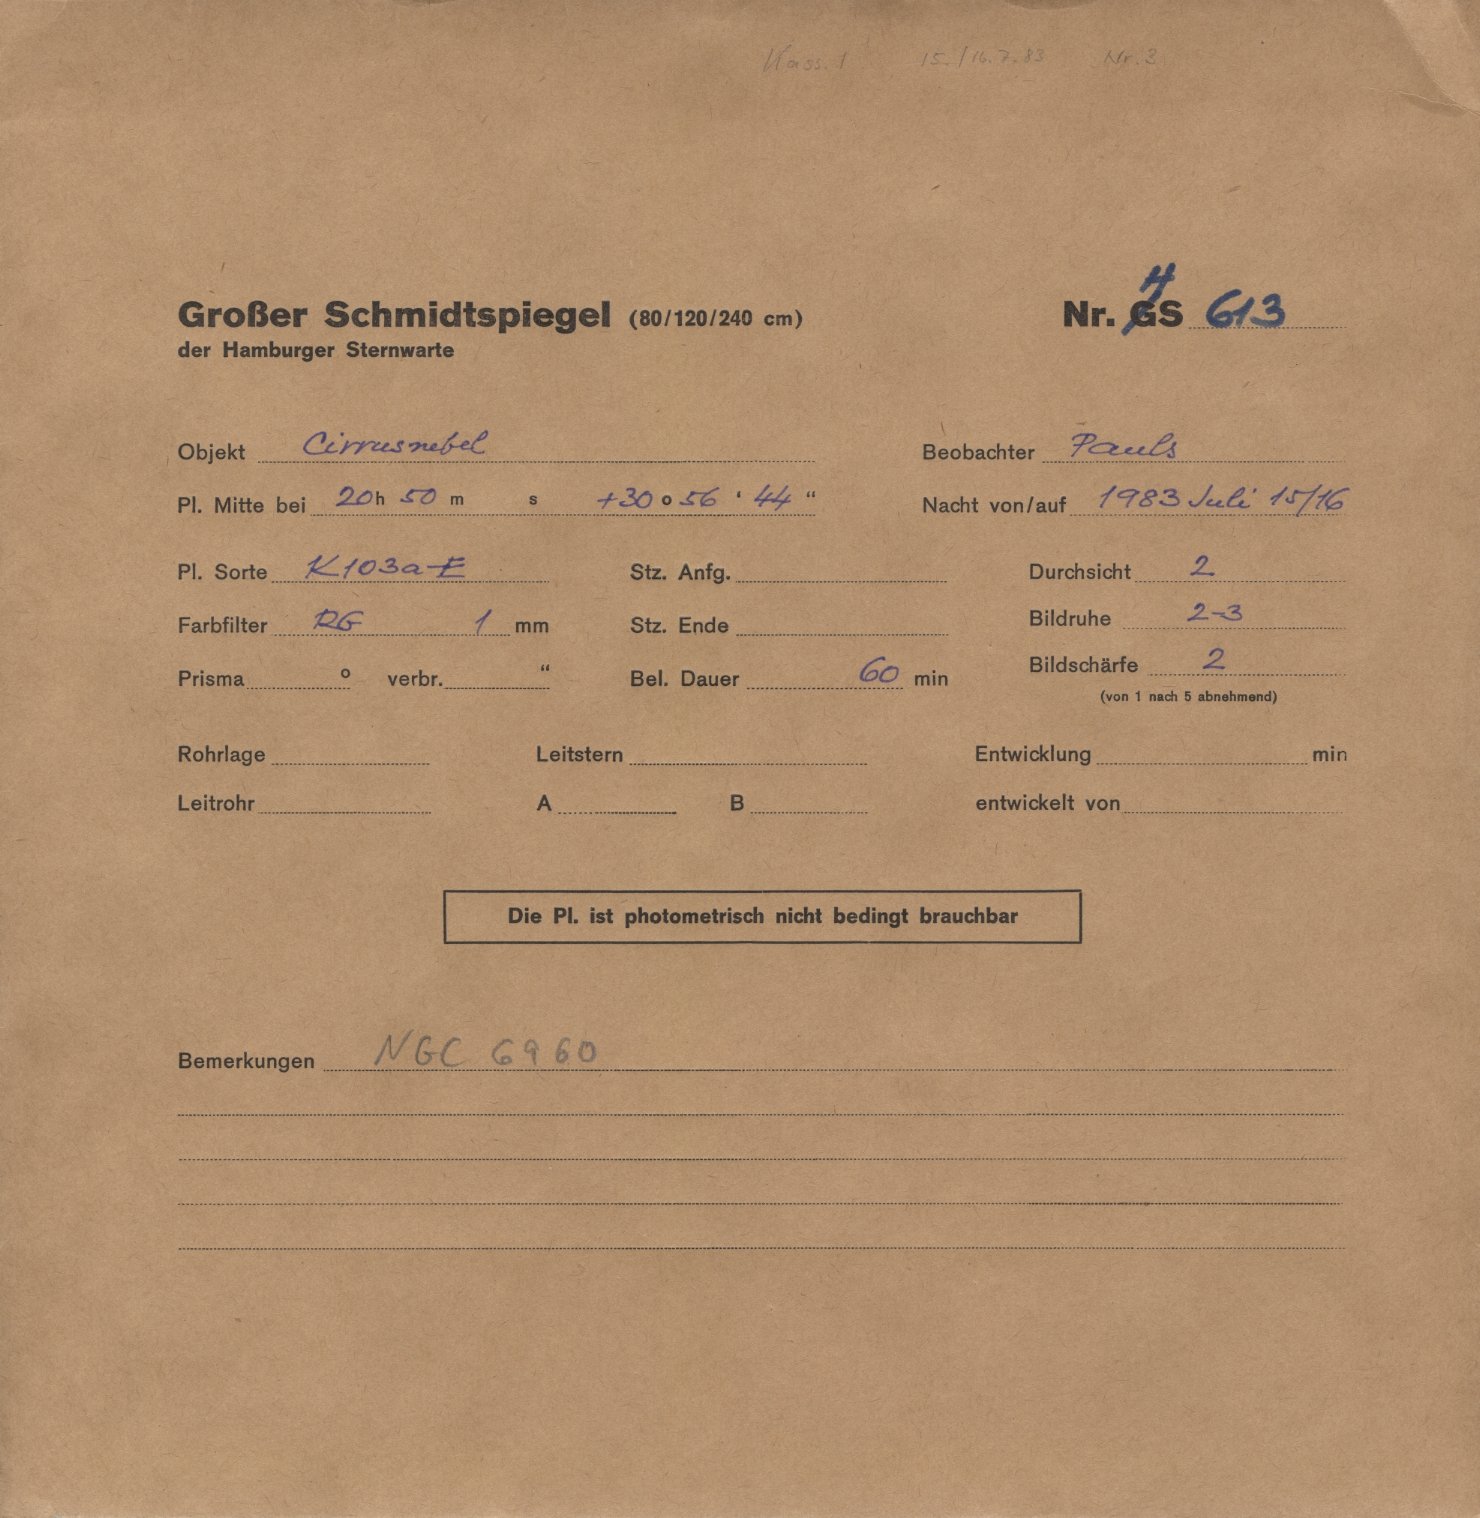 Kass. 1 15./16.7.83 Nr. 3
Großer Schmidtspiegel (80/120/240 cm) Nr. HS 613
der Hamburger Sternwarte
Objekt Cirrusnebel Beobachter Pauls
Pl. Mitte bei 20h 50 m s +30 o 56 ‘ 44 “ Nacht von/auf 1983 Juli 15/16
Pl. Sorte K103a-E Stz. Anfg. Durchsicht 2
Farbfilter RG 1 mm Stz. Ende Bildruhe 2-3
Prisma o verbr. “ Bel. Dauer 60 min Bildschärfe 2
(von 1 nach 5 abnehmend)
Rohrlage Leitstern Entwicklung min
Leitrohr A B entwickelt von
Die Pl. ist photometrisch nicht bedingt brauchbar
Bemerkungen NGC 6960